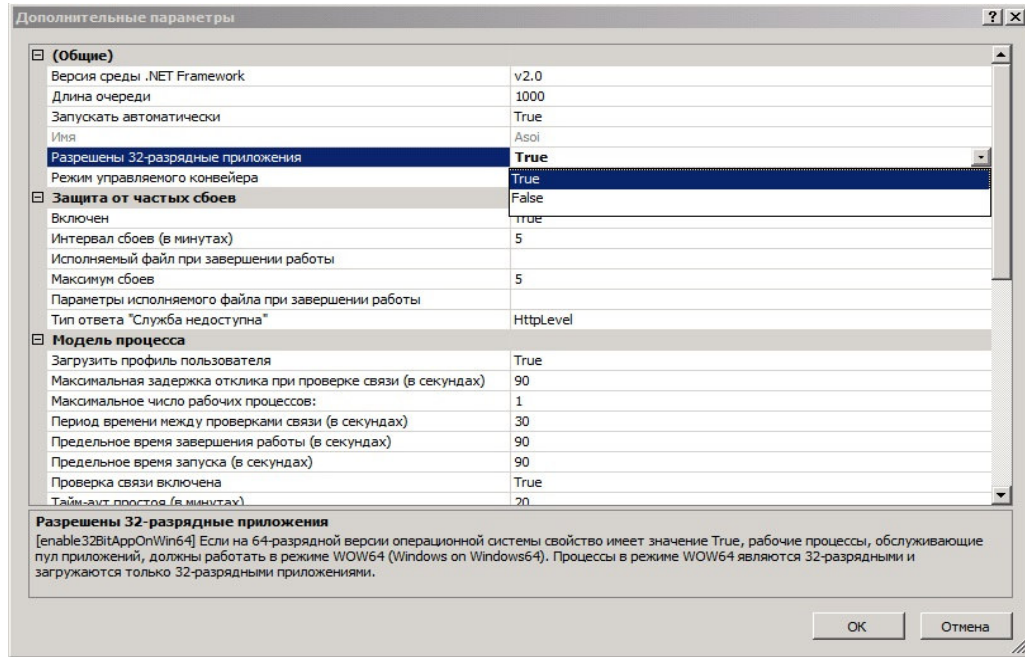 Дополнительные параметры
(Общие)
Версия среды .NET Framework v2.0
Длина очереди 1000
Запускать автоматически True
Имя Asoi
Разрешены 32-разрядные приложения True
Режим управляемого конвейера True
Защита от частых сбоев False
Включен True
Интервал сбоев (в минутах) 5
Исполняемый файл при завершении работы
Максимум сбоев 5
Параметры исполняемого файла при завершении работы
Тип ответа "Служба недоступна" HttpLevel
Модель процесса
Загрузить профиль пользователя True
Максимальная задержка отклика при проверке связи (в секундах) 90
Максимальное число рабочих процессов: 1
Период времени между проверками связи (в секундах) 30
Предельное время завершения работы (в секундах) 90
Предельное время запуска (в секундах) 90
Проверка связи включена True
Тайм-аут простоя (в минутах) 20
Разрешены 32-разрядные приложения
[enable32BitAppOnWin64] Если на 64-разрядной версии операционной системы свойство имеет значение True, рабочие процессы, обслуживающие
пул приложений, должны работать в режиме WOW64 (Windows on Windows64). Процессы в режиме WOW64 являются 32-разрядными и
загружаются только 32-разрядными приложениями.
OK Отмена